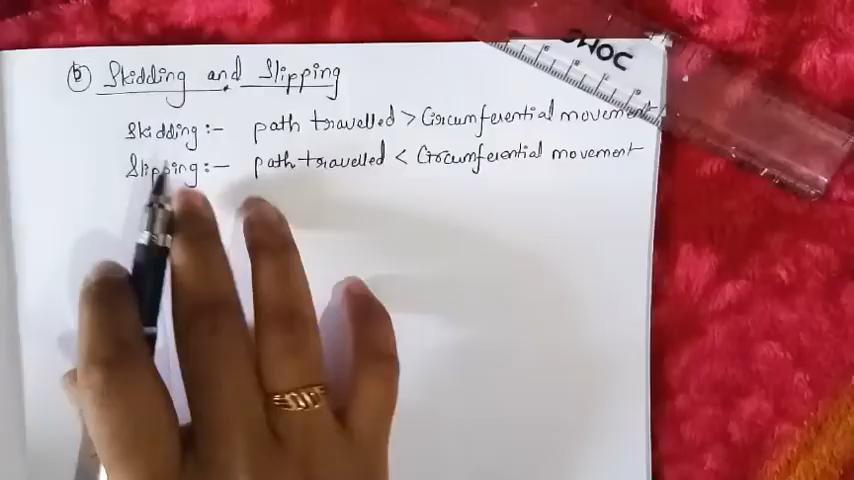 (b) Skidding and Slipping
Skidding :- path travelled > Circumferential movement
Slipping :- path travelled < Circumferential movement